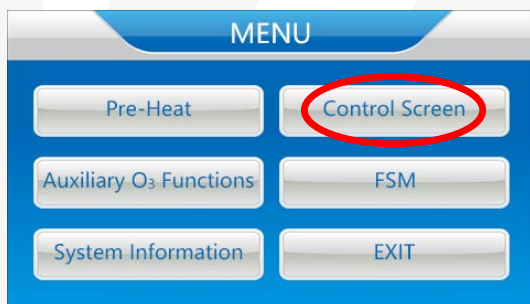 MENU
Pre-Heat
Control Screen
Auxiliary O₃ Functions
FSM
System Information
EXIT